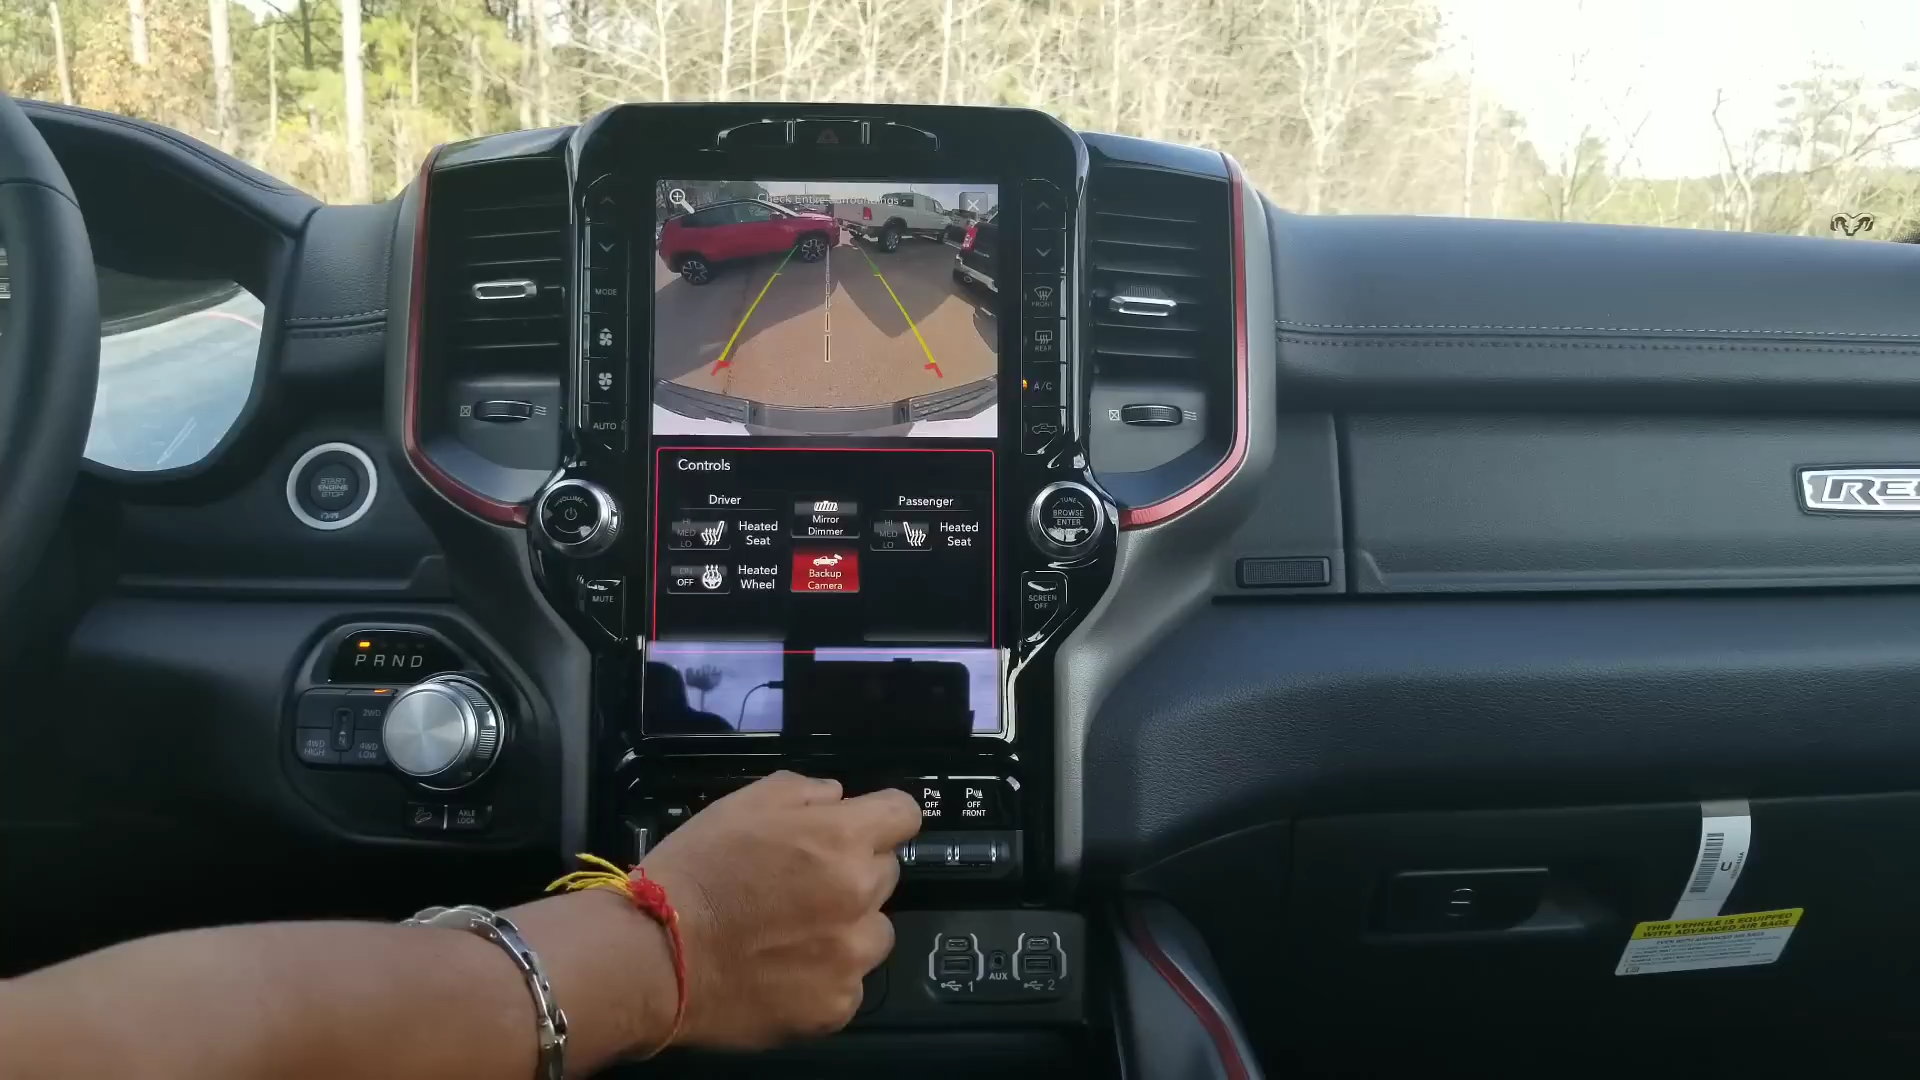 Check Entire Surroundings
MODE
AUTO
FRONT
REAR
A/C
START
ENGINE
STOP
VOLUME
TUNE
BROWSE
ENTER
MUTE
SCREEN
OFF
Controls
Driver
Passenger
HI
MED
LO
Heated
Seat
Mirror
Dimmer
HI
MED
LO
Heated
Seat
ON
OFF
Heated
Wheel
Backup
Camera
PRND
2WD
N
4WD
HIGH
4WD
LOW
AXLE
LOCK
+
P
OFF
REAR
P
OFF
FRONT
1
AUX
2
RE
U
THIS VEHICLE IS EQUIPPED
WITH ADVANCED AIR BAGS